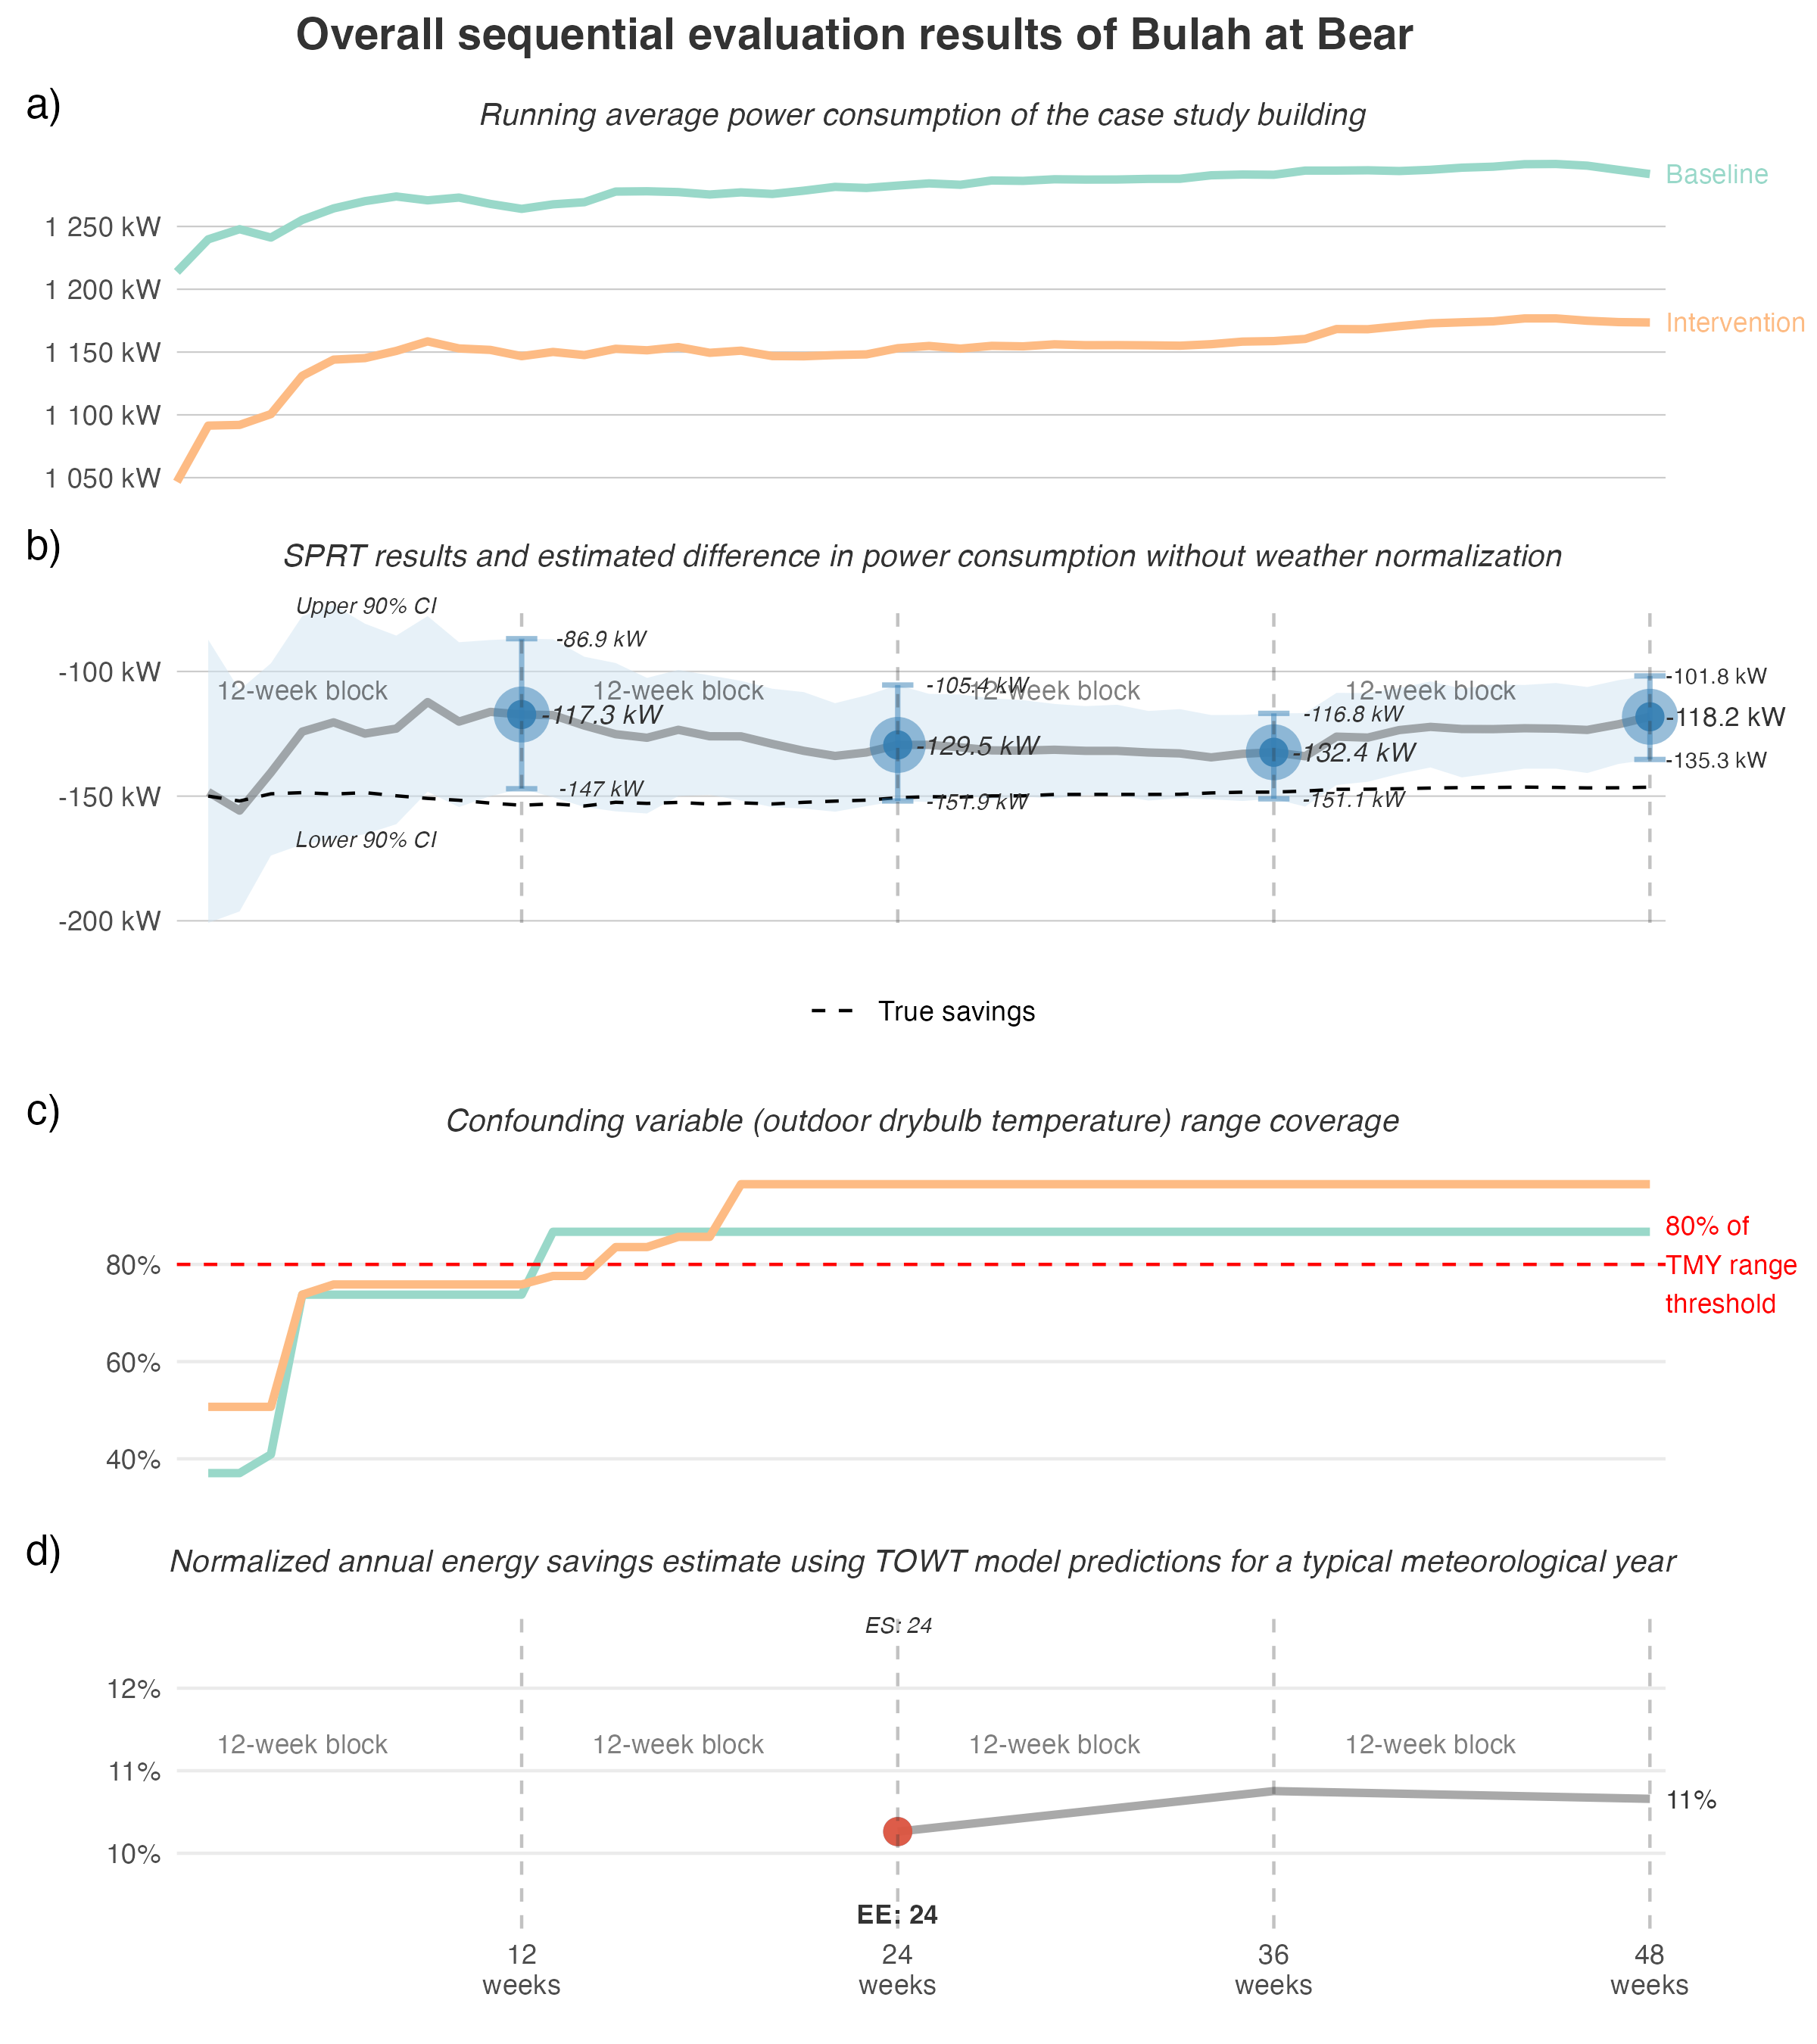 Overall sequential evaluation results of Bulah at Bear
a)
Running average power consumption of the case study building
Baseline
1 250 kW
1 200 kW
Intervention
1 150 kW
1 100 kW
1 050 kW
b)
SPRT results and estimated difference in power consumption without weather normalization
Upper 90% CI
-86.9 kW
-100 kW
-101.8 kW
12-week block
12-week block
-105.4 kW
12-week block
12-week block
-117.3 kW
-116.8 kW
-118.2 kW
-129.5 kW
-132.4 kW
-135.3 kW
-147 kW
-150 kW
-151.9 kW
-151.1 kW
Lower 90% CI
-200 kW
True savings
c)
Confounding variable (outdoor drybulb temperature) range coverage
80% of
TMY range
threshold
80%
60%
40%
d)
Normalized annual energy savings estimate using TOWT model predictions for a typical meteorological year
ES: 24
12%
12-week block
12-week block
12-week block
12-week block
11%
11%
10%
EE: 24
12
weeks
24
weeks
36
weeks
48
weeks